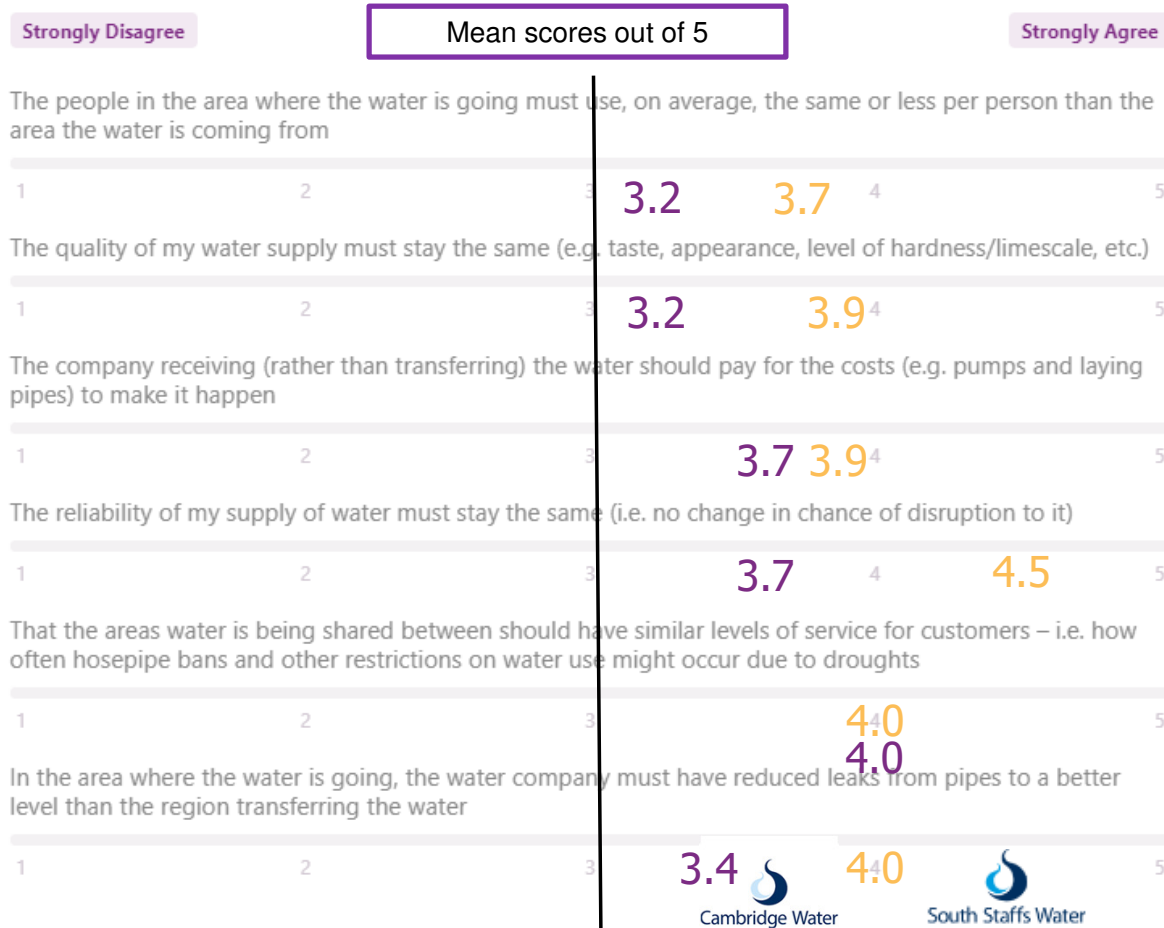 Strongly Disagree
Mean scores out of 5
Strongly Agree
The people in the area where the water is going must use, on average, the same or less per person than the
area the water is coming from
1 2 3 3.2 3.7 4 5
The quality of my water supply must stay the same (e.g. taste, appearance, level of hardness/limescale, etc.)
1 2 3 3.2 3.9 4 5
The company receiving (rather than transferring) the water should pay for the costs (e.g. pumps and laying
pipes) to make it happen
1 2 3 3.7 3.9 4 5
The reliability of my supply of water must stay the same (i.e. no change in chance of disruption to it)
1 2 3 3.7 4 4.5 5
That the areas water is being shared between should have similar levels of service for customers – i.e. how
often hosepipe bans and other restrictions on water use might occur due to droughts
1 2 3 4.0 4 5
4.0
In the area where the water is going, the water company must have reduced leaks from pipes to a better
level than the region transferring the water
1 2 3 3.4 4.0 4 5
Cambridge Water
South Staffs Water